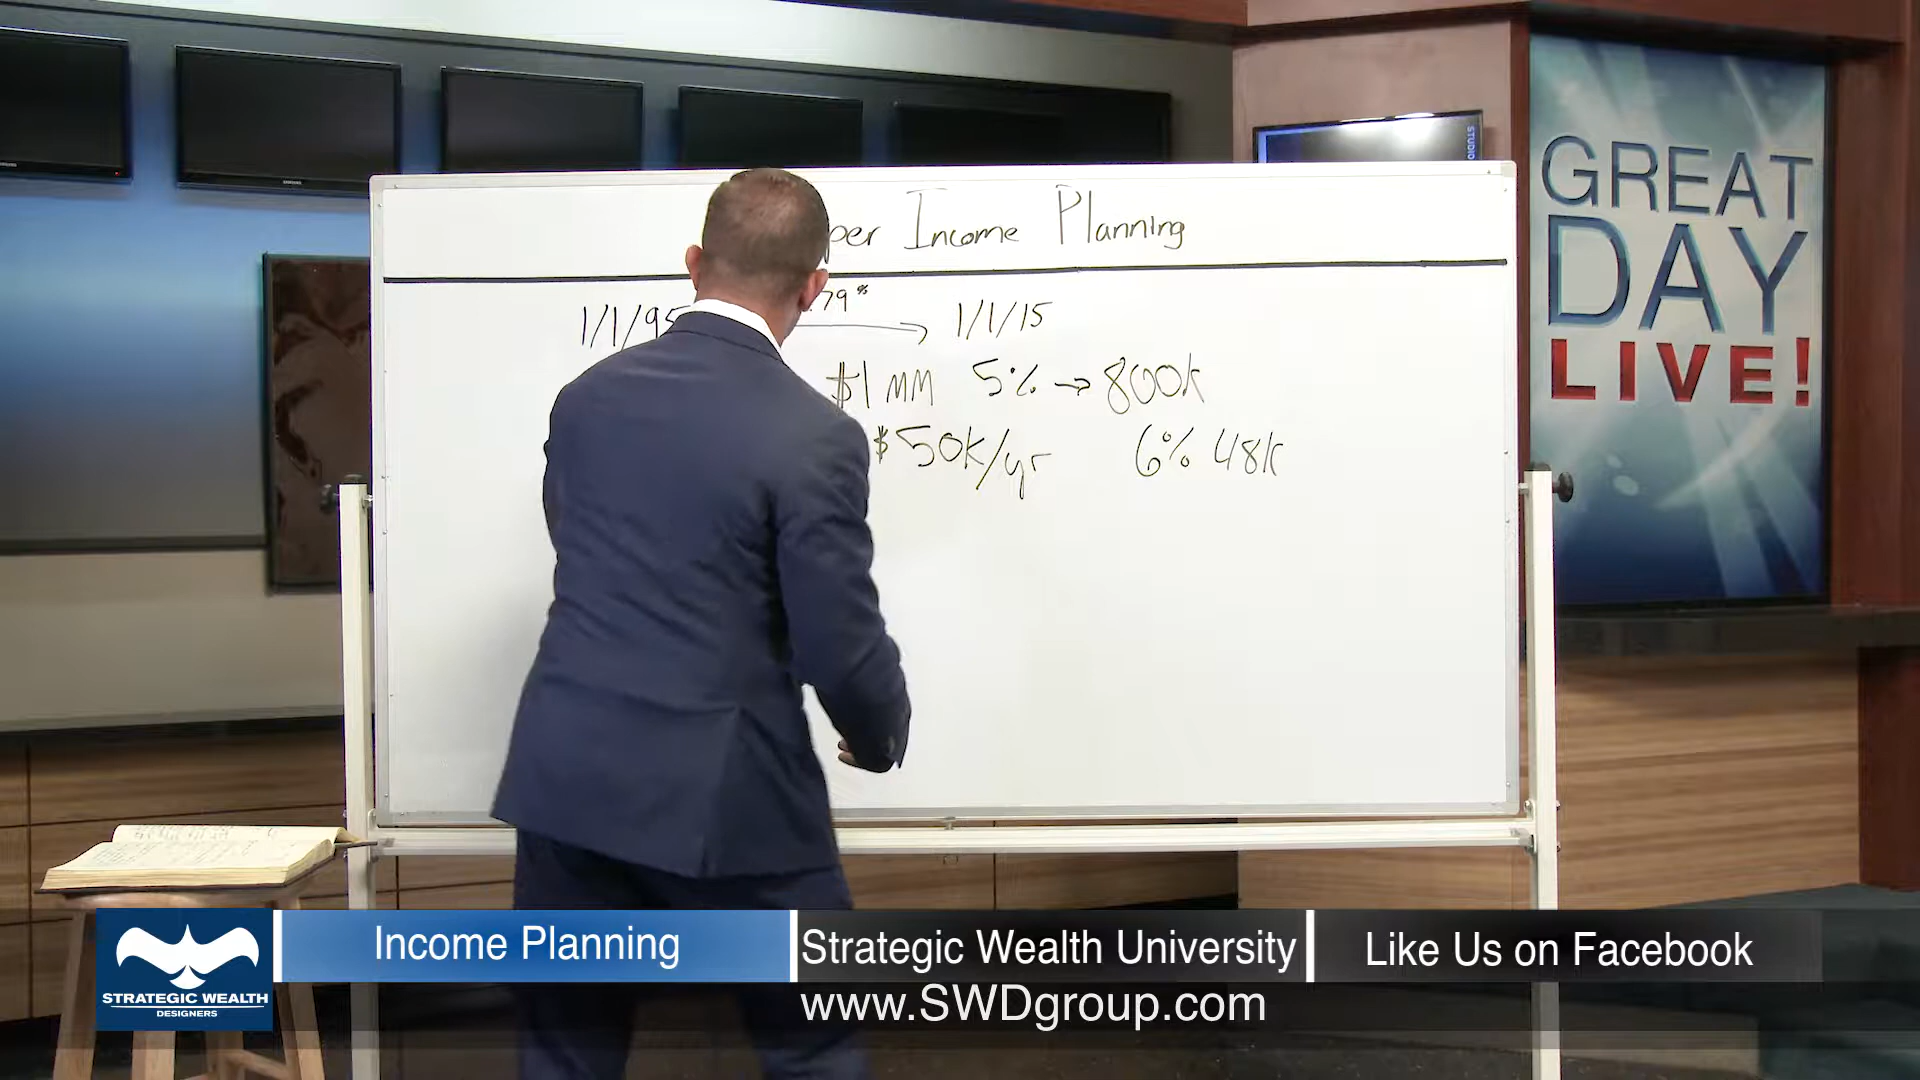 Income Planning
1/1/95
.79%
1/1/15
$1 MM 5% → 800k
$50k/yr 6% 48k
GREAT
DAY
LIVE!
STRATEGIC WEALTH
DESIGNERS
Income Planning
Strategic Wealth University
Like Us on Facebook
www.SWDgroup.com